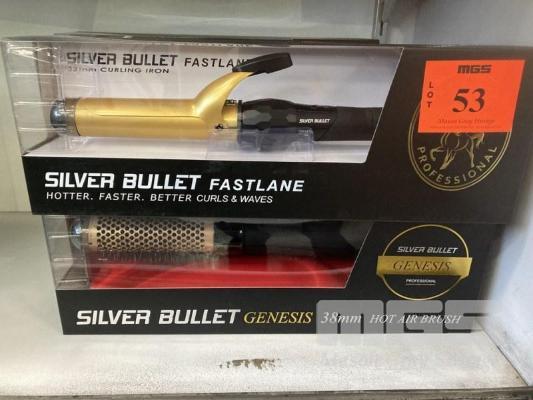 SILVER BULLET FASTLANE
CURLING IRON
MGS
LOT
53
SILVER BULLET
PROFESSIONAL
SILVER BULLET FASTLANE
HOTTER. FASTER. BETTER CURLS & WAVES
SILVER BULLET
GENESIS
PROFESSIONAL
SILVER BULLET GENESIS 38mm HOT AIR BRUSH
MGS